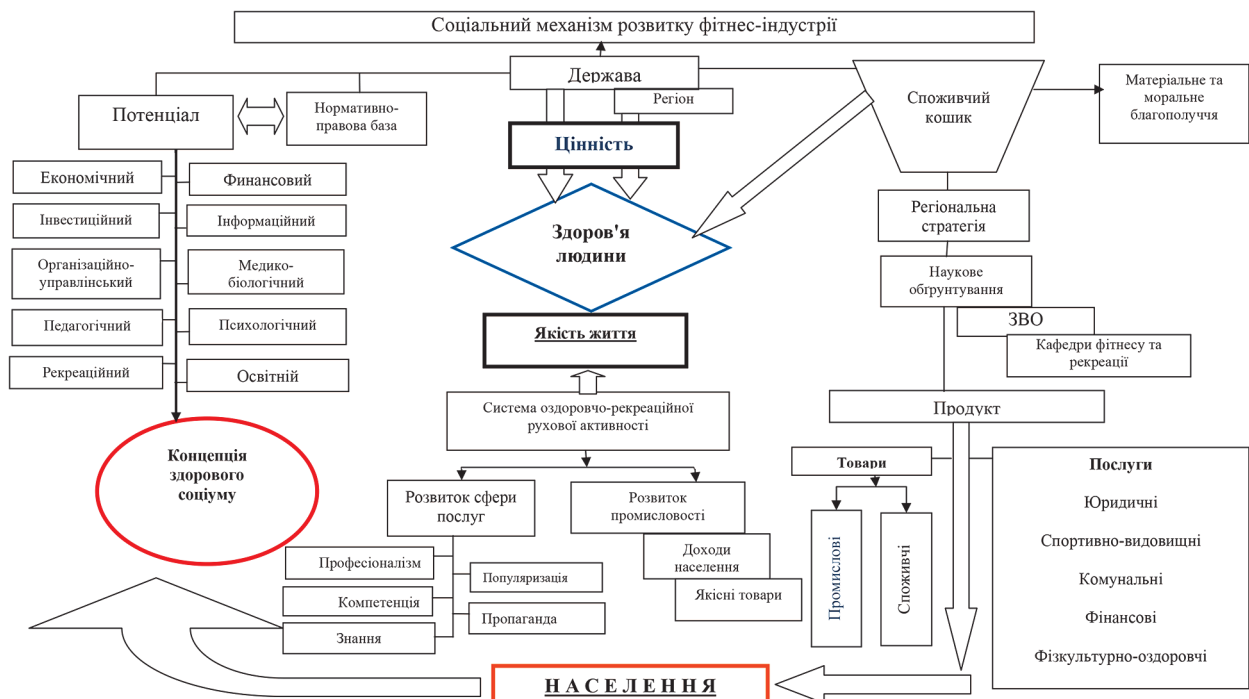 Соціальний механізм розвитку фітнес-індустрії
Держава
Регіон
Потенціал
Нормативно-
правова база
Споживчий
кошик
Матеріальне та
моральне
благополуччя
Цінність
Економічний
Финансовий
Інвестиційний
Інформаційний
Організаційно-
управлінський
Медико-
біологічний
Педагогічний
Психологічний
Рекреаційний
Освітній
Здоров'я
людини
Регіональна
стратегія
Наукове
обґрунтування
ЗВО
Кафедри фітнесу та
рекреації
Якість життя
Система оздоровчо-рекреаційної
рухової активності
Продукт
Концепція
здорового
соціуму
Розвиток сфери
послуг
Розвиток
промисловості
Професіоналізм
Популяризація
Компетенція
Пропаганда
Знання
Доходи
населення
Якісні товари
Товари
Промислові
Споживчі
Послуги
Юридичні
Спортивно-видовищні
Комунальні
Фінансові
Фізкультурно-оздоровчі
НАСЕЛЕННЯ